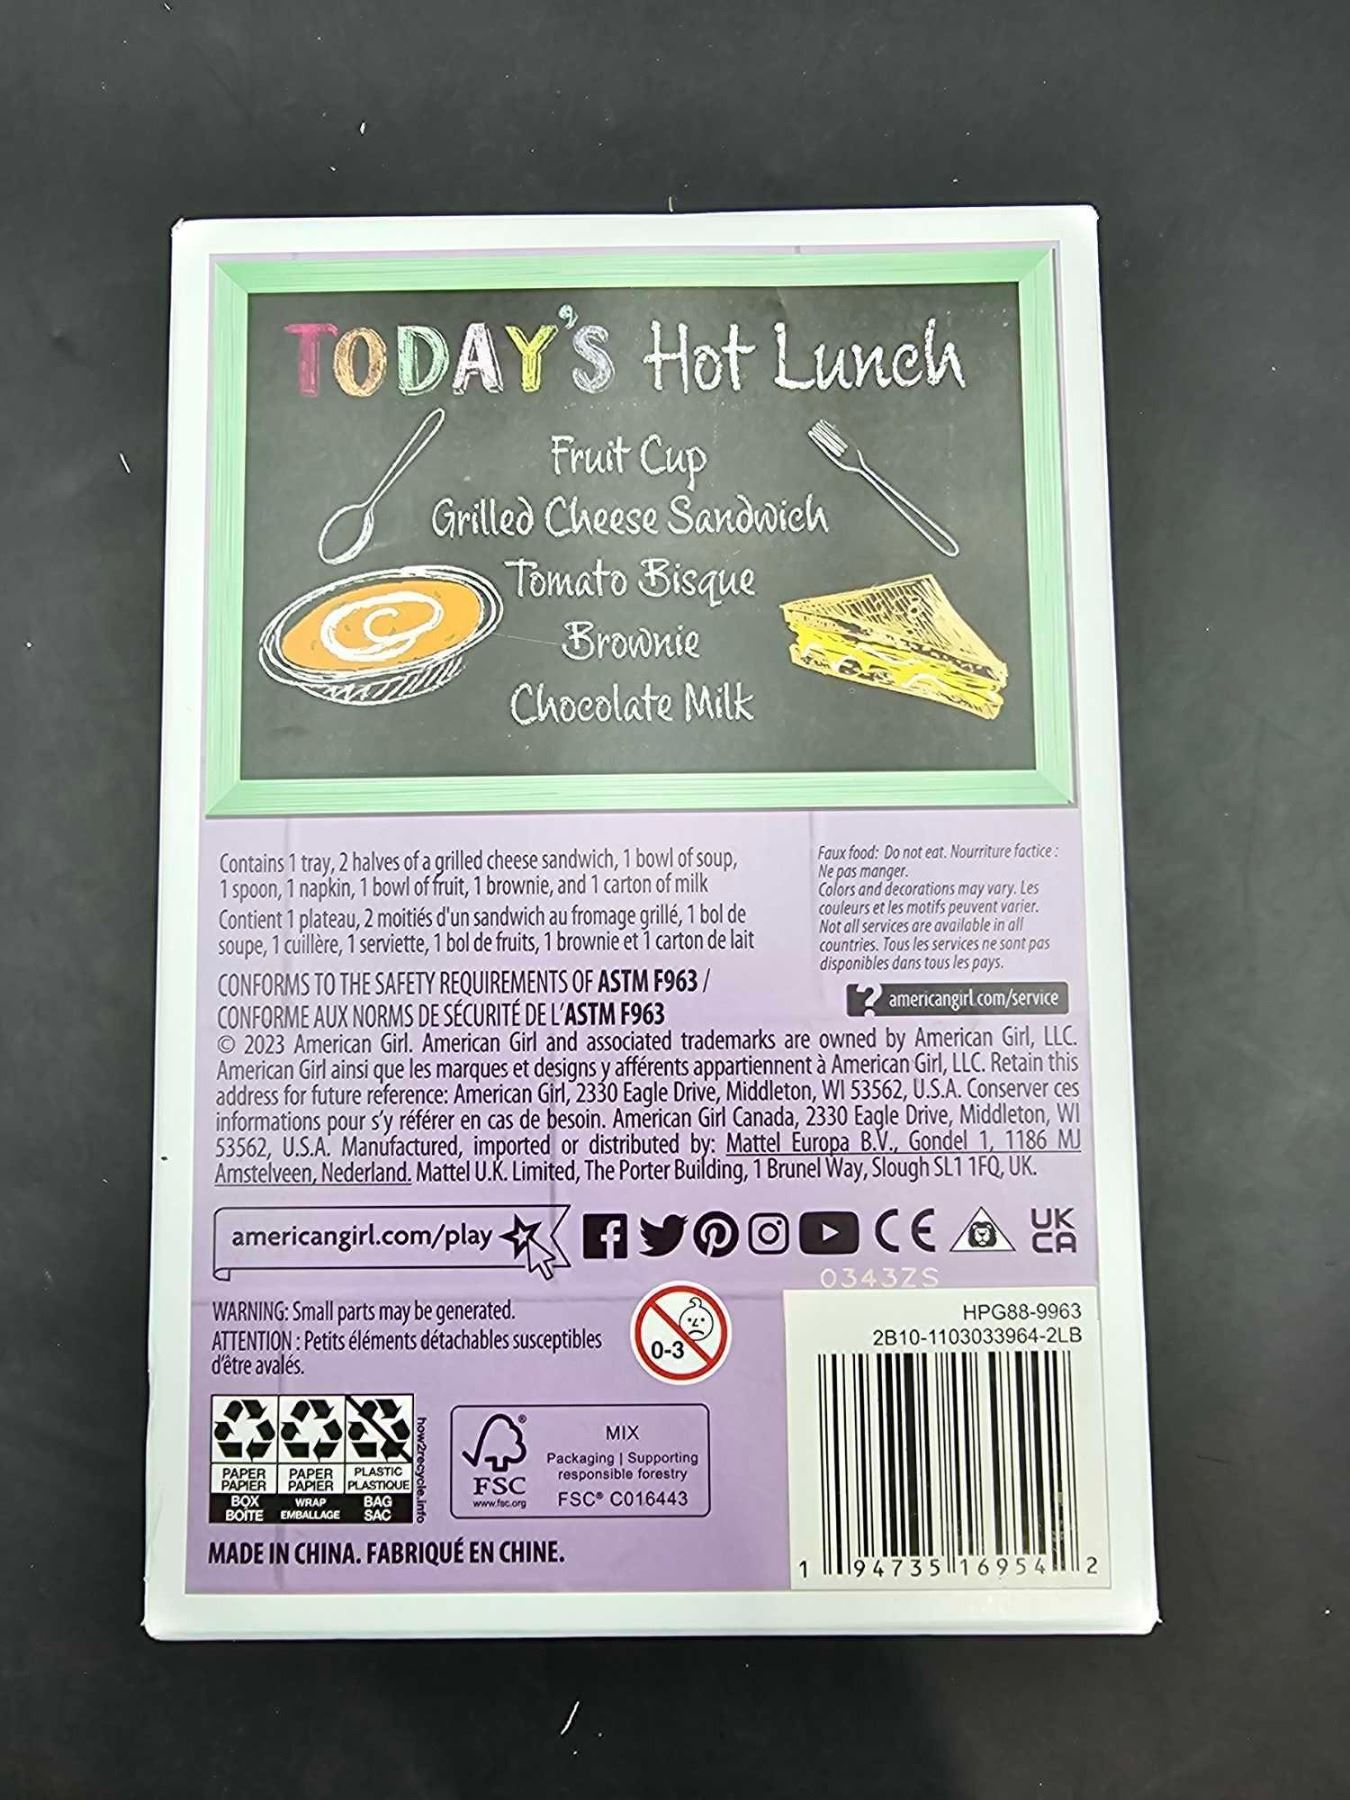 TODAY'S Hot Lunch
Fruit Cup
Grilled Cheese Sandwich
Tomato Bisque
Brownie
Chocolate Milk
Contains 1 tray, 2 halves of a grilled cheese sandwich, 1 bowl of soup,
1 spoon, 1 napkin, 1 bowl of fruit, 1 brownie, and 1 carton of milk
Contient 1 plateau, 2 moitiés d'un sandwich au fromage grillé, 1 bol de
soupe, 1 cuillère, 1 serviette, 1 bol de fruits, 1 brownie et 1 carton de lait
Faux food: Do not eat. Nourriture factice :
Ne pas manger.
Colors and decorations may vary. Les
couleurs et les motifs peuvent varier.
Not all services are available in all
countries. Tous les services ne sont pas
disponibles dans tous les pays.
? americangirl.com/service
CONFORMS TO THE SAFETY REQUIREMENTS OF ASTM F963 /
CONFORME AUX NORMS DE SÉCURITÉ DE L'ASTM F963
© 2023 American Girl. American Girl and associated trademarks are owned by American Girl, LLC.
American Girl ainsi que les marques et designs y afférents appartiennent à American Girl, LLC. Retain this
address for future reference: American Girl, 2330 Eagle Drive, Middleton, WI 53562, U.S.A. Conserver ces
informations pour s'y référer en cas de besoin. American Girl Canada, 2330 Eagle Drive, Middleton, WI
53562, U.S.A. Manufactured, imported or distributed by: Mattel Europa B.V., Gondel 1, 1186 MJ
Amstelveen, Nederland. Mattel U.K. Limited, The Porter Building, 1 Brunel Way, Slough SL1 1FQ, UK.
americangirl.com/play
CE
UK
CA
0343ZS
WARNING: Small parts may be generated.
ATTENTION : Petits éléments détachables susceptibles
d'être avalés.
0-3
HPG88-9963
2B10-1103033964-2LB
1 94735 16954 2
PAPER
PAPIER
BOX
BOÎTE
PAPER
PAPIER
WRAP
EMBALLAGE
PLASTIC
PLASTIQUE
BAG
SAC
how2recycle.info
FSC
www.fsc.org
MIX
Packaging | Supporting
responsible forestry
FSC® C016443
MADE IN CHINA. FABRIQUÉ EN CHINE.